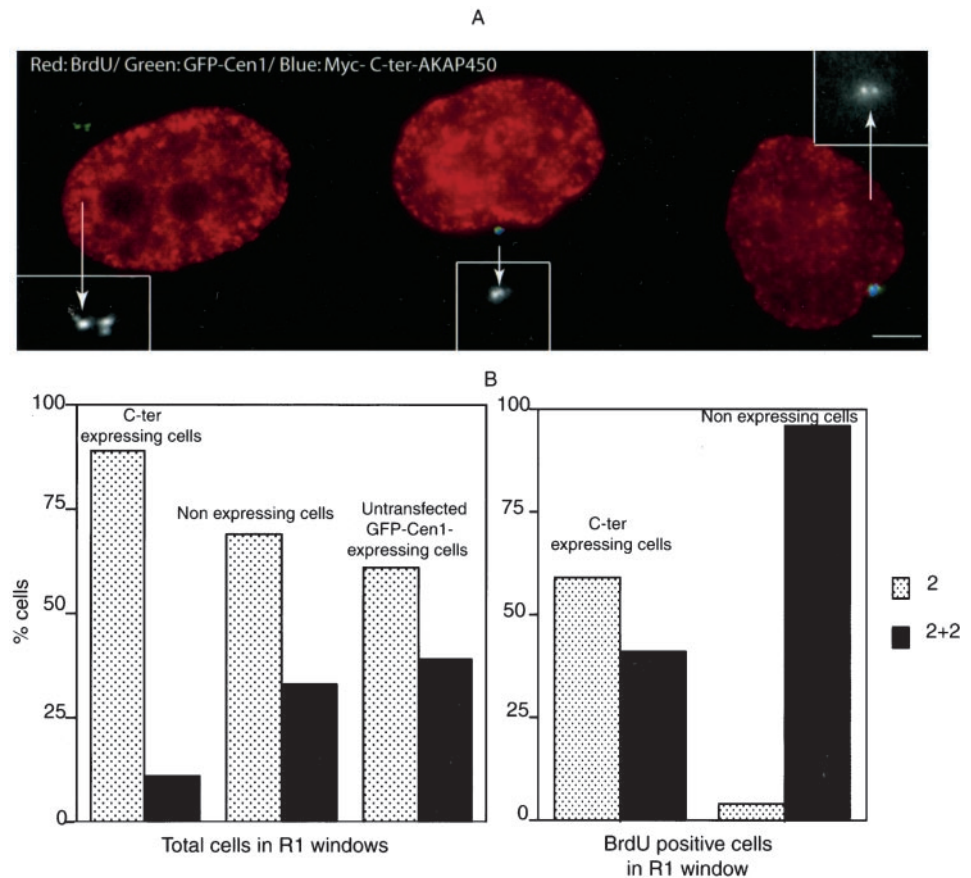 A
Red: BrdU/ Green: GFP-Cen1/ Blue: Myc- C-ter-AKAP450
B
100
75
50
25
0
% cells
C-ter
expressing cells
Non expressing cells
Untransfected
GFP-Cen1-
expressing cells
Total cells in R1 windows
100
75
50
25
0
C-ter
expressing cells
Non expressing cells
BrdU positive cells
in R1 window
2
2+2